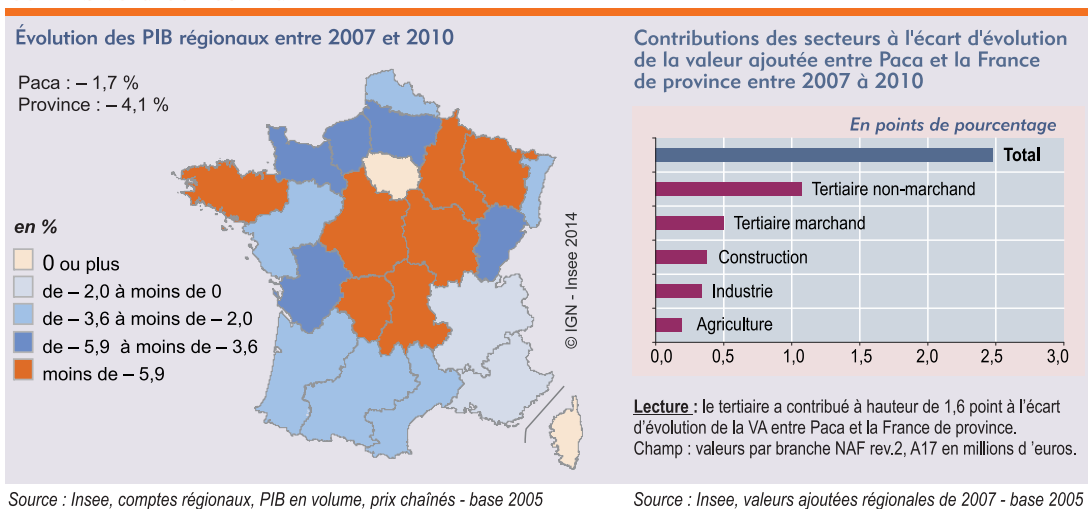 Évolution des PIB régionaux entre 2007 et 2010
Paca : – 1,7 %
Province : – 4,1 %
en %
0 ou plus
de – 2,0 à moins de 0
de – 3,6 à moins de – 2,0
de – 5,9 à moins de – 3,6
moins de – 5,9
© IGN - Insee 2014
Source : Insee, comptes régionaux, PIB en volume, prix chaînés - base 2005
Contributions des secteurs à l'écart d'évolution
de la valeur ajoutée entre Paca et la France
de province entre 2007 à 2010
En points de pourcentage
Total
Tertiaire non-marchand
Tertiaire marchand
Construction
Industrie
Agriculture
0,0 0,5 1,0 1,5 2,0 2,5 3,0
Lecture : le tertiaire a contribué à hauteur de 1,6 point à l'écart
d'évolution de la VA entre Paca et la France de province.
Champ : valeurs par branche NAF rev.2, A17 en millions d 'euros.
Source : Insee, valeurs ajoutées régionales de 2007 - base 2005